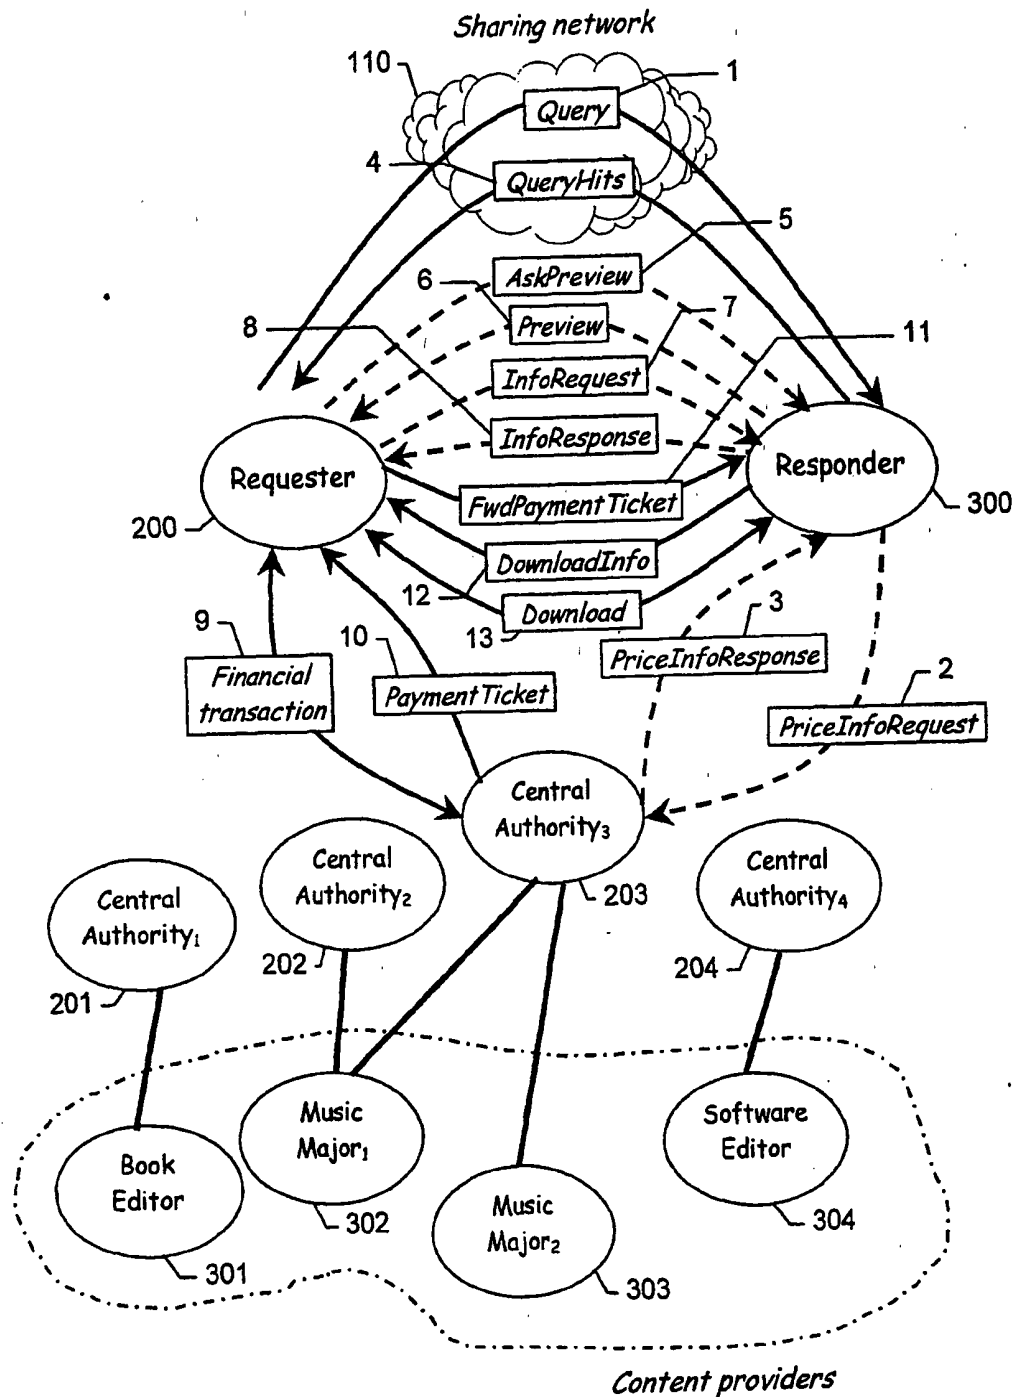 Sharing network
110
1
Query
4
QueryHits
5
AskPreview
6
Preview
7
8
11
InfoRequest
InfoResponse
Requester
Responder
FwdPaymentTicket
200
300
DownloadInfo
12
Download
13
3
9
10
PriceInfoResponse
Financial
transaction
PaymentTicket
2
PriceInfoRequest
Central
Authority₃
203
Central
Authority₂
202
Central
Authority₄
204
Central
Authority₁
201
Music
Major₁
302
Software
Editor
304
Book
Editor
301
Music
Major₂
303
Content providers